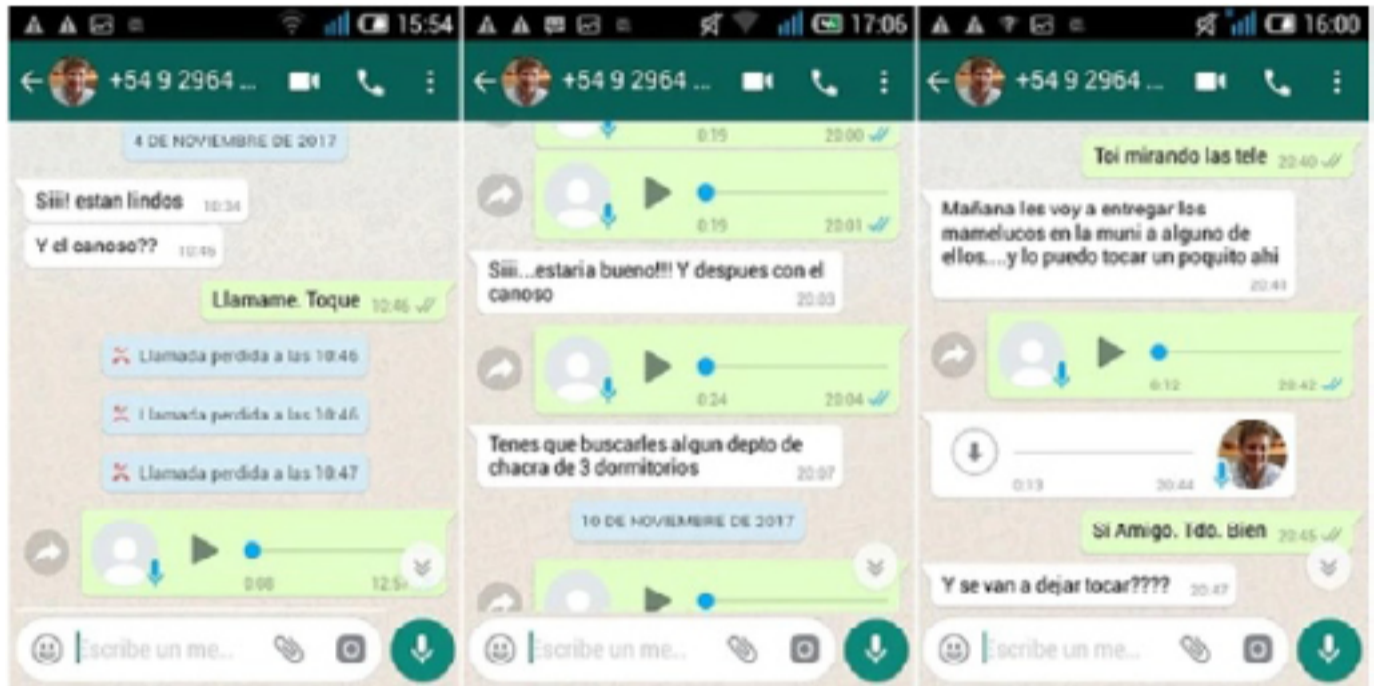 15:54
+54 9 2964 ...
4 DE NOVIEMBRE DE 2017
Siii! estan lindos 10:34
Y el canoso?? 10:46
Llamame. Toque 10:46
Llamada perdida a las 10:46
Llamada perdida a las 10:46
Llamada perdida a las 10:47
0:08 12:5
Escribe un me...
17:06
+54 9 2964 ...
0:19 20:00
0:19 20:01
Siiii...estaria bueno!!! Y despues con el
canoso 20:03
0:24 20:04
Tenes que buscarles algun depto de
chacra de 3 dormitorios 20:07
10 DE NOVIEMBRE DE 2017
Escribe un me...
16:00
+54 9 2964 ...
Toi mirando las tele 20:40
Mañana les voy a entregar los
mamelucos en la muni a alguno de
ellos....y lo puedo tocar un poquito ahi
20:41
0:12 20:42
0:13 20:44
Si Amigo. Tdo. Bien 20:45
Y se van a dejar tocar???? 20:47
Escribe un me...